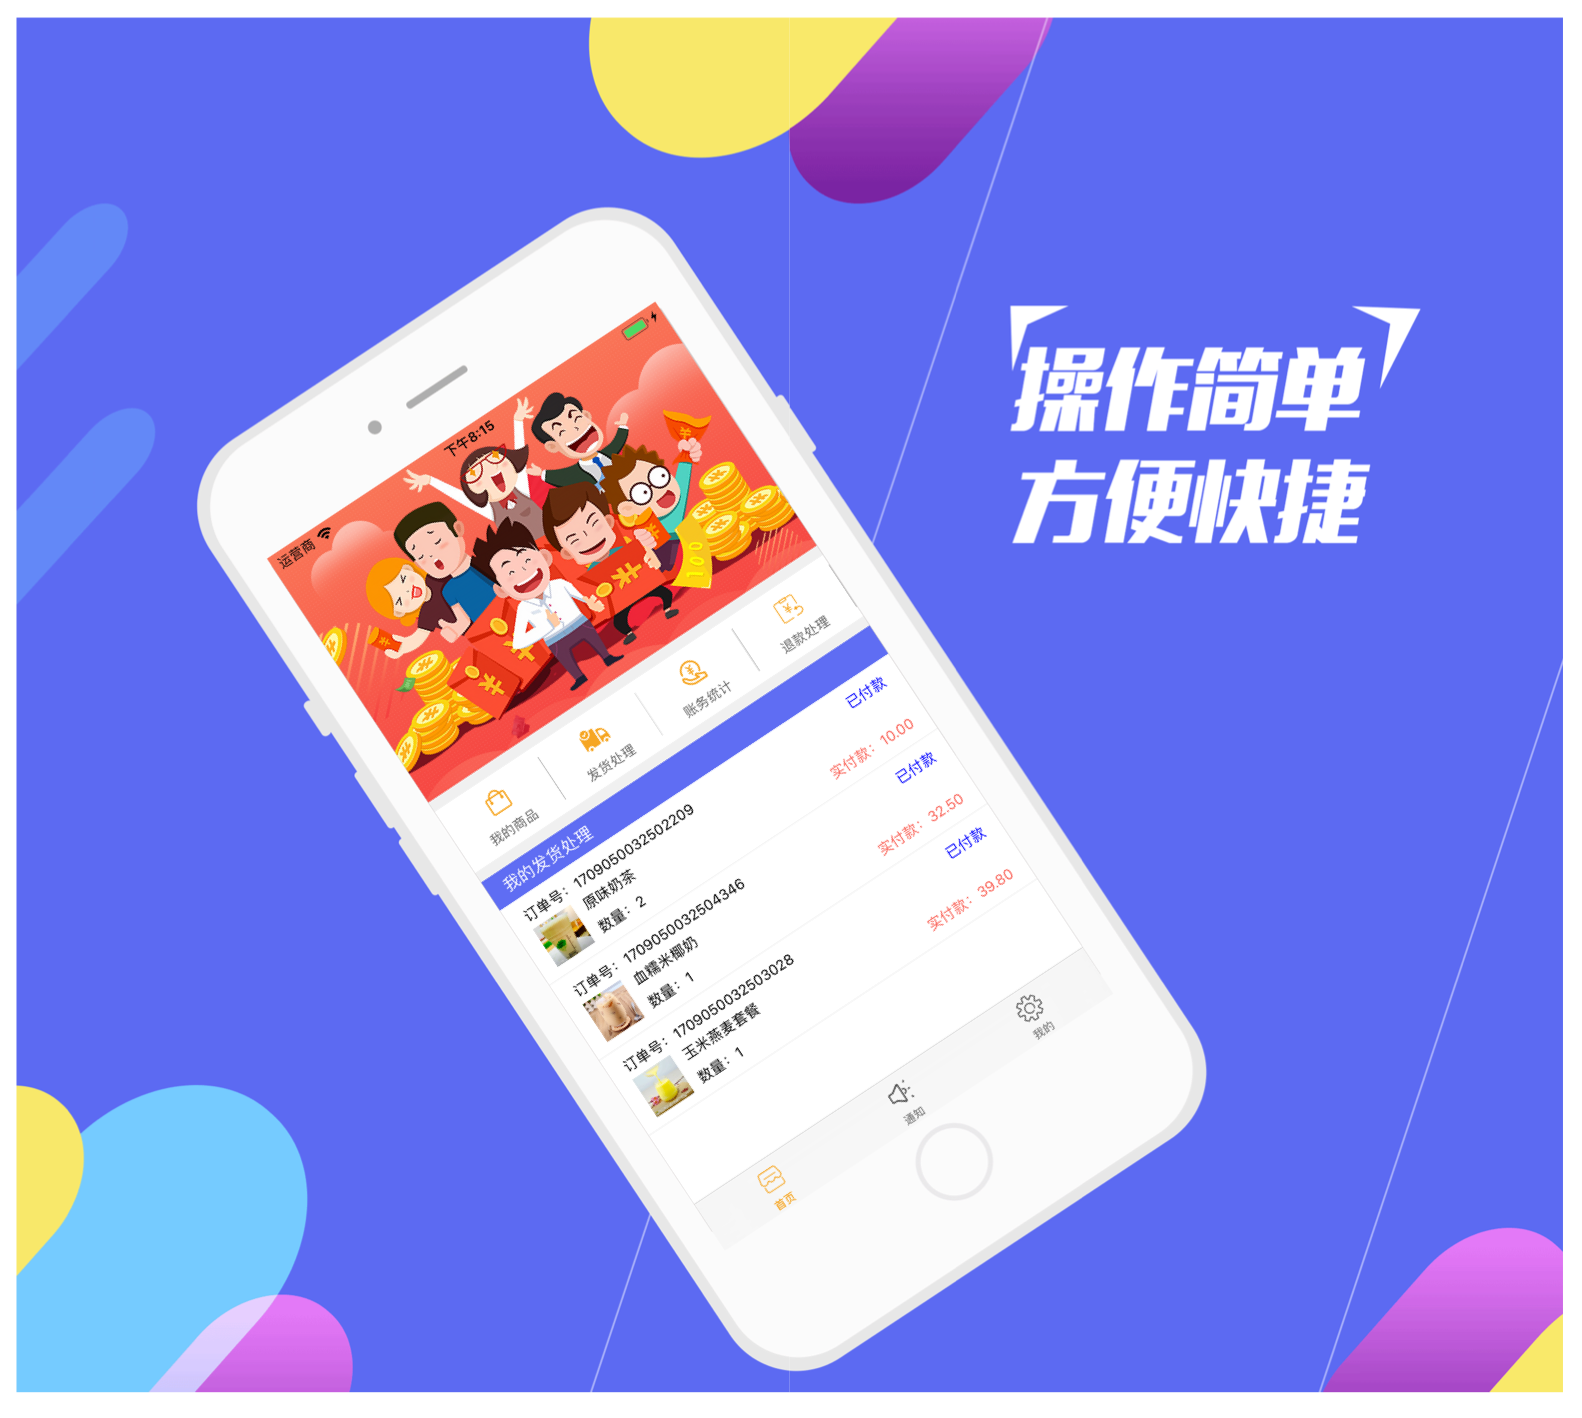 操作简单
方便快捷
运营商
下午8:15
100
我的商品
发货处理
账务统计
退款处理
我的发货处理
订单号：1709050032502209
已付款
原味奶茶
数量：2
实付款：10.00
订单号：1709050032504346
已付款
血糯米椰奶
数量：1
实付款：32.50
订单号：1709050032503028
已付款
玉米燕麦套餐
数量：1
实付款：39.80
首页
通知
我的